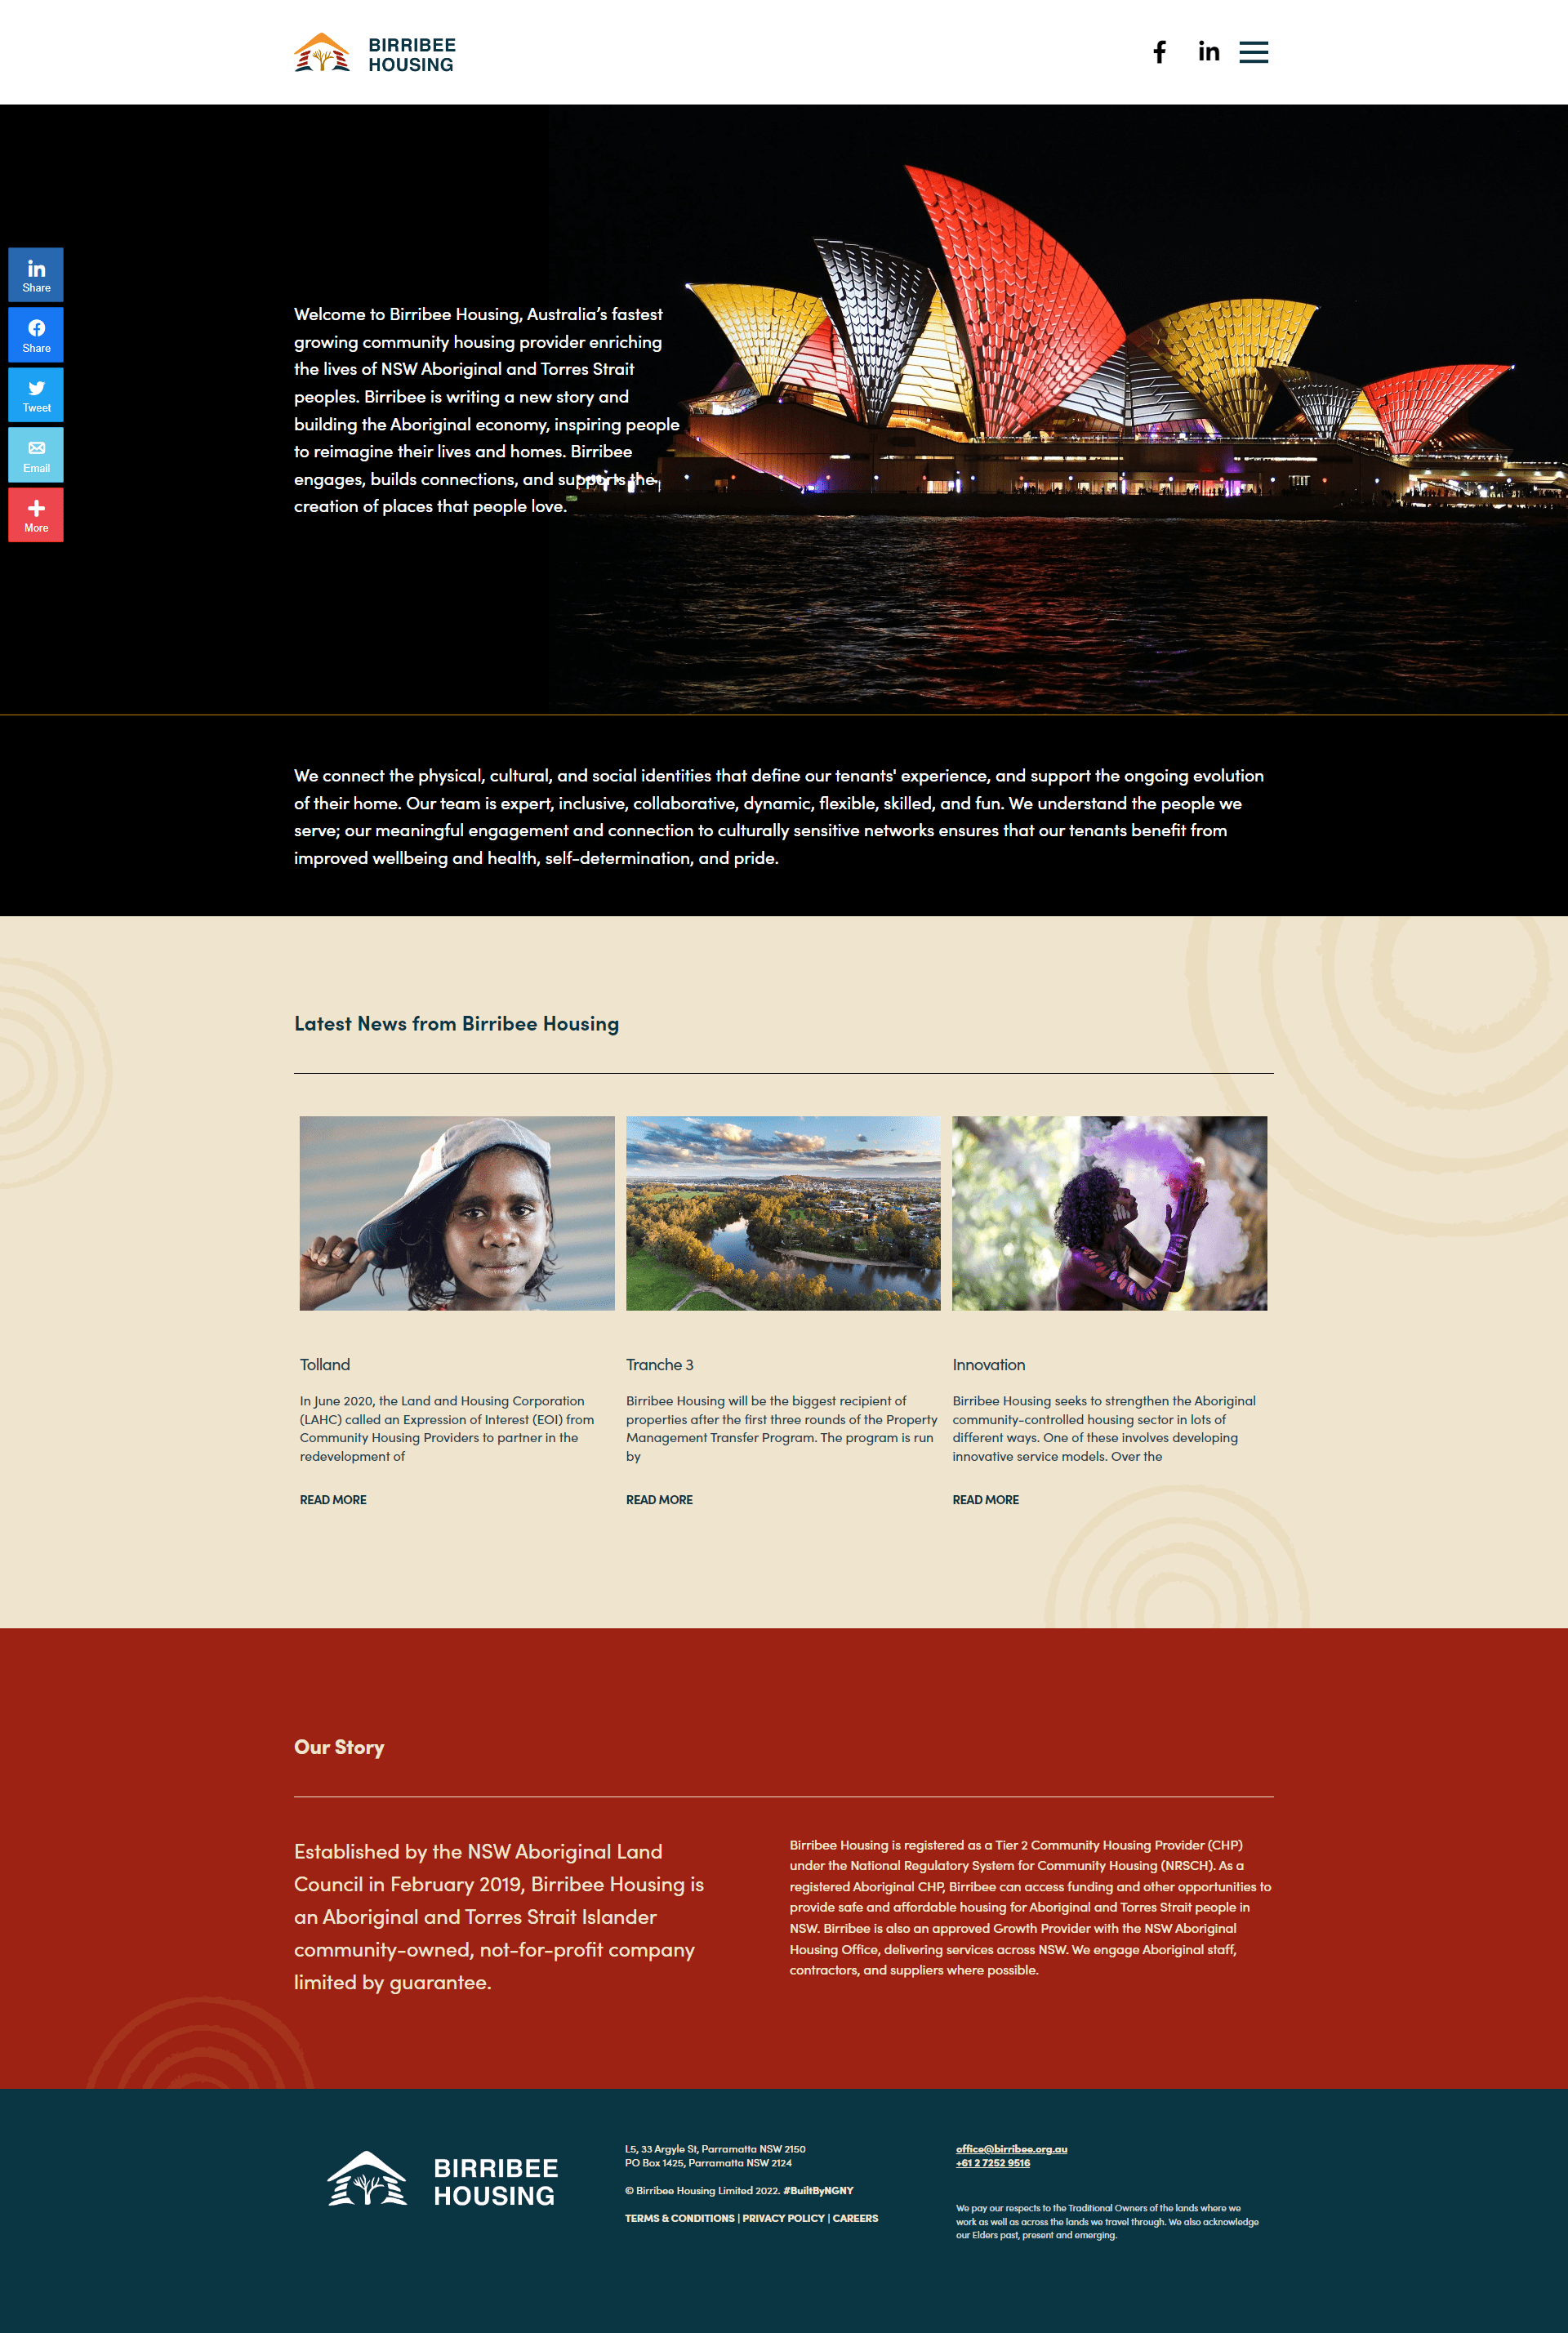 BIRRIBEE
HOUSING
Share
Share
Tweet
Email
More
Welcome to Birribee Housing, Australia’s fastest
growing community housing provider enriching
the lives of NSW Aboriginal and Torres Strait
peoples. Birribee is writing a new story and
building the Aboriginal economy, inspiring people
to reimagine their lives and homes. Birribee
engages, builds connections, and supports the
creation of places that people love.
We connect the physical, cultural, and social identities that define our tenants' experience, and support the ongoing evolution
of their home. Our team is expert, inclusive, collaborative, dynamic, flexible, skilled, and fun. We understand the people we
serve; our meaningful engagement and connection to culturally sensitive networks ensures that our tenants benefit from
improved wellbeing and health, self-determination, and pride.
Latest News from Birribee Housing
Tolland
In June 2020, the Land and Housing Corporation
(LAHC) called an Expression of Interest (EOI) from
Community Housing Providers to partner in the
redevelopment of
READ MORE
Tranche 3
Birribee Housing will be the biggest recipient of
properties after the first three rounds of the Property
Management Transfer Program. The program is run
by
READ MORE
Innovation
Birribee Housing seeks to strengthen the Aboriginal
community-controlled housing sector in lots of
different ways. One of these involves developing
innovative service models. Over the
READ MORE
Our Story
Established by the NSW Aboriginal Land
Council in February 2019, Birribee Housing is
an Aboriginal and Torres Strait Islander
community-owned, not-for-profit company
limited by guarantee.
Birribee Housing is registered as a Tier 2 Community Housing Provider (CHP)
under the National Regulatory System for Community Housing (NRSCH). As a
registered Aboriginal CHP, Birribee can access funding and other opportunities to
provide safe and affordable housing for Aboriginal and Torres Strait people in
NSW. Birribee is also an approved Growth Provider with the NSW Aboriginal
Housing Office, delivering services across NSW. We engage Aboriginal staff,
contractors, and suppliers where possible.
BIRRIBEE
HOUSING
L5, 33 Argyle St, Parramatta NSW 2150
PO Box 1425, Parramatta NSW 2124
© Birribee Housing Limited 2022. #BuiltByNGNY
TERMS & CONDITIONS | PRIVACY POLICY | CAREERS
office@birribee.org.au
+61 2 7252 9516
We pay our respects to the Traditional Owners of the lands where we
work as well as across the lands we travel through. We also acknowledge
our Elders past, present and emerging.